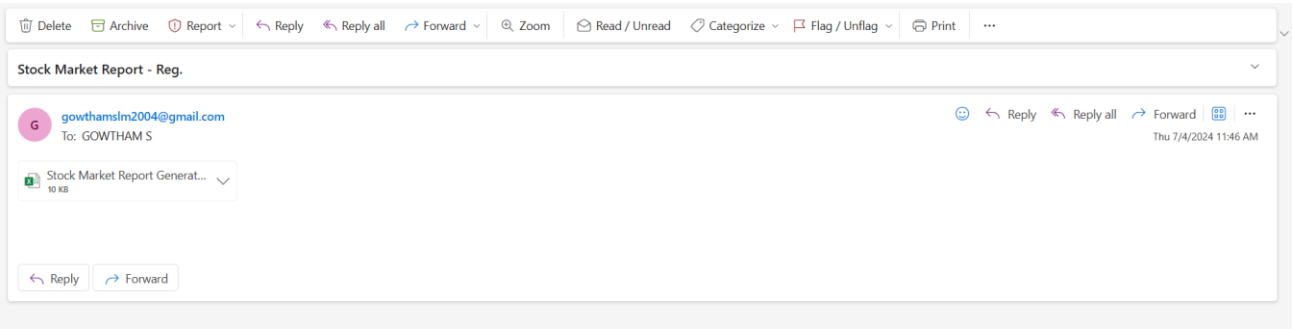 Delete Archive Report Reply Reply all Forward Zoom Read / Unread Categorize Flag / Unflag Print ...
Stock Market Report - Reg.
G
gowthamslm2004@gmail.com
To: GOWTHAM S
Reply Reply all Forward ...
Thu 7/4/2024 11:46 AM
Stock Market Report Generat...
10 KB
Reply Forward